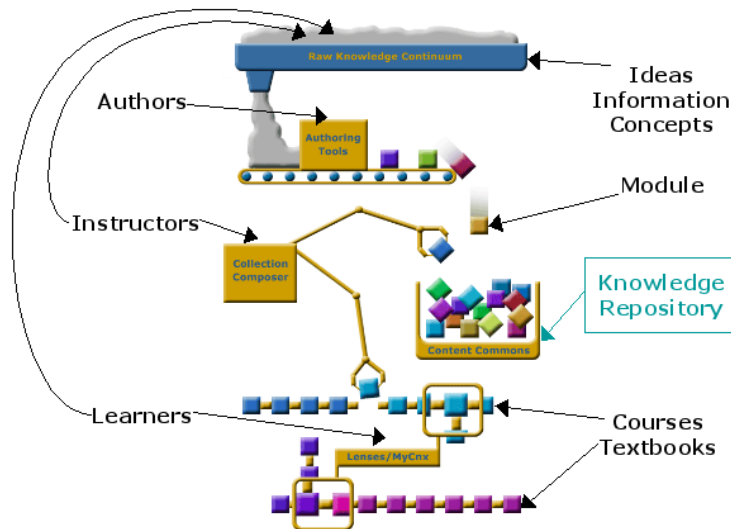 Raw Knowledge Continuum
Ideas
Information
Concepts
Authors
Authoring
Tools
Module
Instructors
Collection
Composer
Knowledge
Repository
Content Commons
Learners
Courses
Textbooks
Lenses/MyCnx